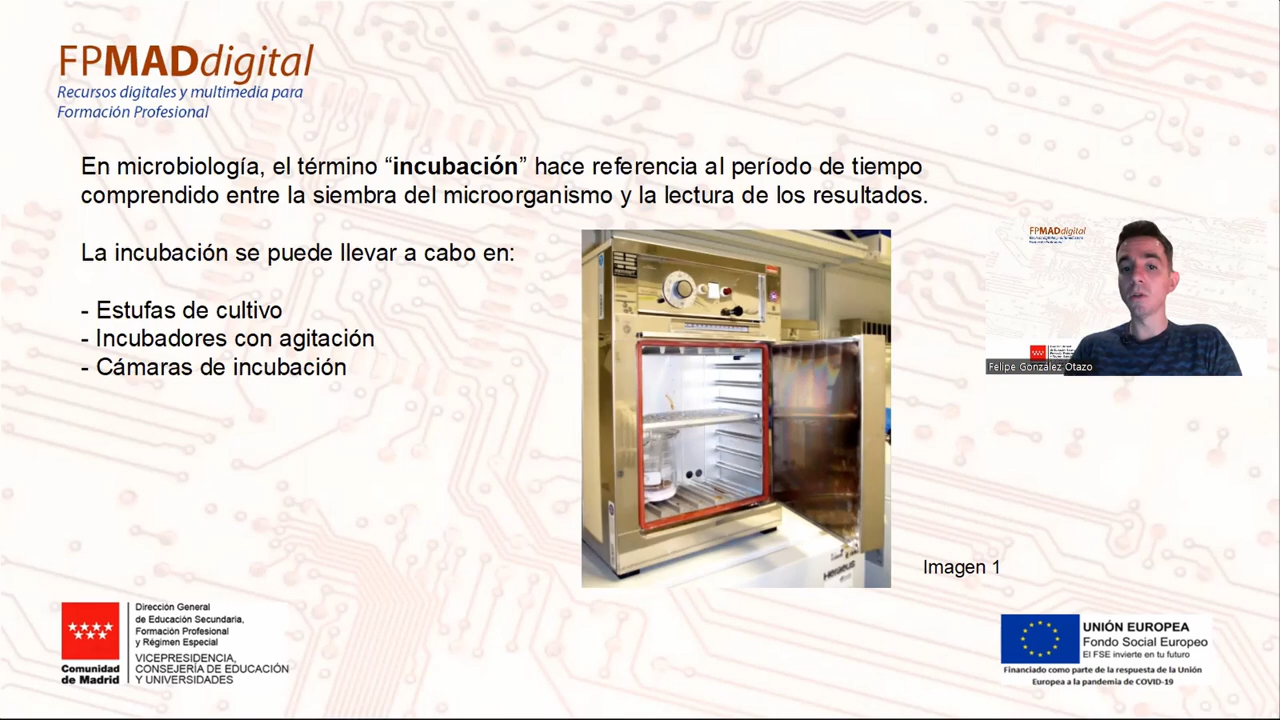 FPMADdigital
Recursos digitales y multimedia para
Formación Profesional
En microbiología, el término “incubación” hace referencia al período de tiempo
comprendido entre la siembra del microorganismo y la lectura de los resultados.
La incubación se puede llevar a cabo en:
- Estufas de cultivo
- Incubadores con agitación
- Cámaras de incubación
FPMADdigital
Felipe González Otazo
Heraeus
Imagen 1
Comunidad
de Madrid
Dirección General
de Educación Secundaria,
Formación Profesional
y Régimen Especial
VICEPRESIDENCIA,
CONSEJERÍA DE EDUCACIÓN
Y UNIVERSIDADES
UNIÓN EUROPEA
Fondo Social Europeo
El FSE invierte en tu futuro
Financiado como parte de la respuesta de la Unión
Europea a la pandemia de COVID-19